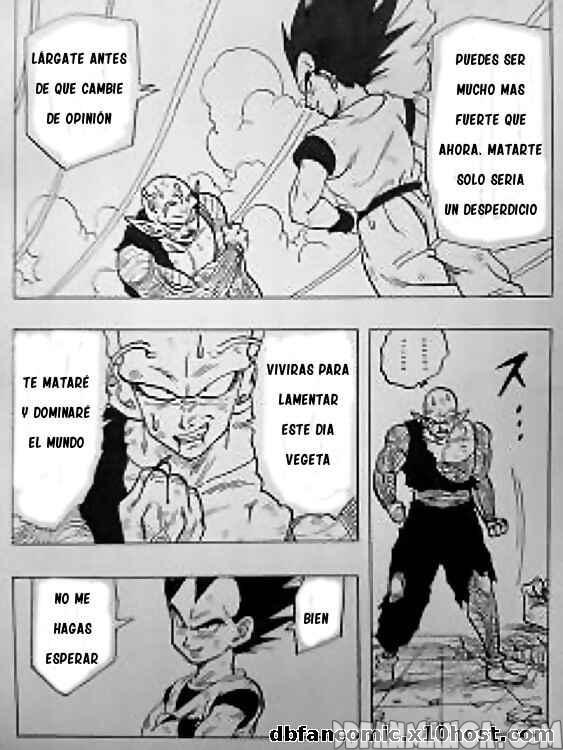 PUEDES SER
MUCHO MAS
FUERTE QUE
AHORA. MATARTE
SOLO SERIA
UN DESPERDICIO
LÁRGATE ANTES
DE QUE CAMBIE
DE OPINIÓN
ス…
VIVIRAS PARA
LAMENTAR
ESTE DIA
VEGETA
TE MATARÉ
Y DOMINARÉ
EL MUNDO
BIEN
NO ME
HAGAS
ESPERAR
dbfancomic.x10host.com